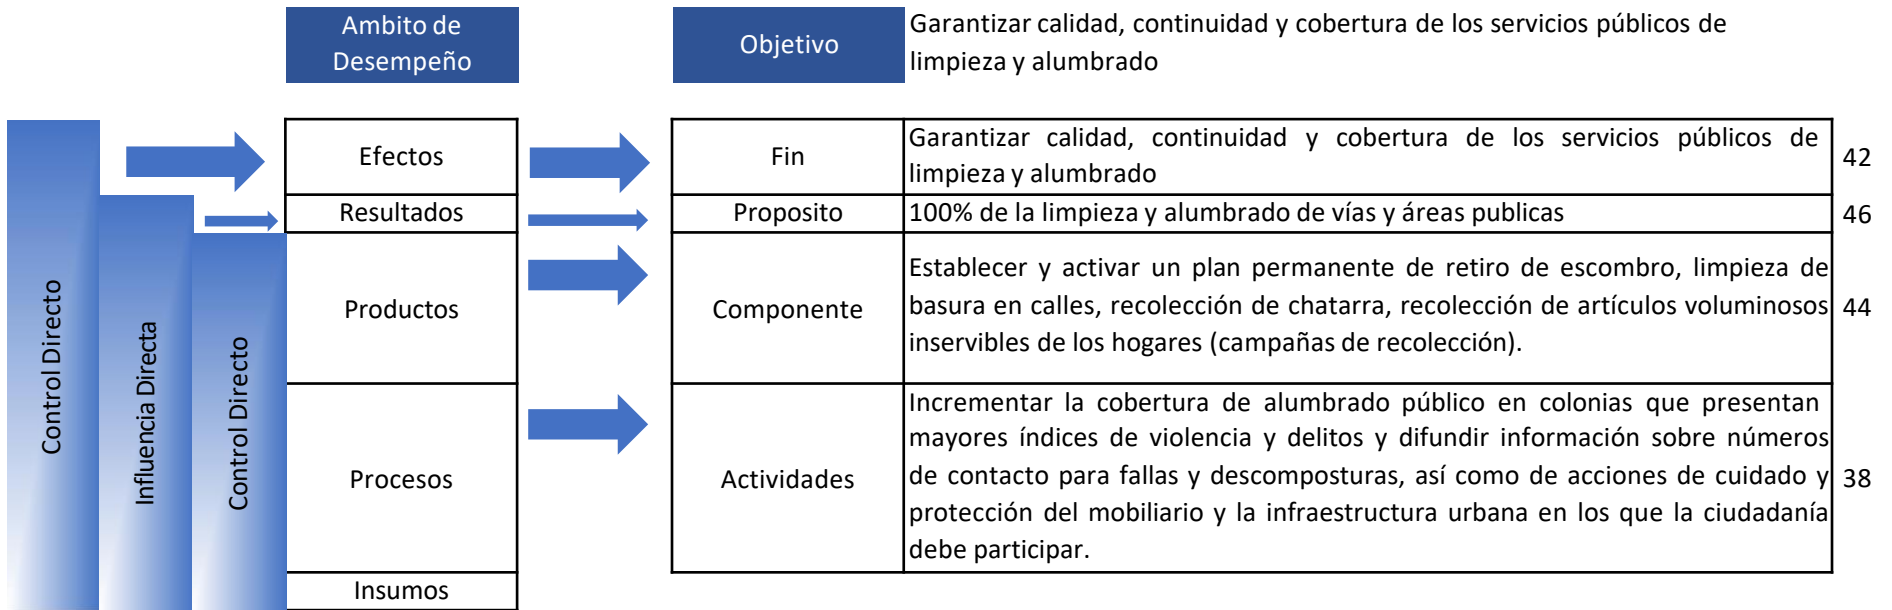 Ambito de
Desempeño
Objetivo
Garantizar calidad, continuidad y cobertura de los servicios públicos de
limpieza y alumbrado
Efectos
Fin
Garantizar calidad, continuidad y cobertura de los servicios públicos de
limpieza y alumbrado
42
Resultados
Proposito
100% de la limpieza y alumbrado de vías y áreas publicas
46
Productos
Componente
Establecer y activar un plan permanente de retiro de escombro, limpieza de
basura en calles, recolección de chatarra, recolección de artículos voluminosos
inservibles de los hogares (campañas de recolección).
44
Procesos
Actividades
Incrementar la cobertura de alumbrado público en colonias que presentan
mayores índices de violencia y delitos y difundir información sobre números
de contacto para fallas y descomposturas, así como de acciones de cuidado y
protección del mobiliario y la infraestructura urbana en los que la ciudadanía
debe participar.
38
Insumos
Control Directo
Influencia Directa
Control Directo